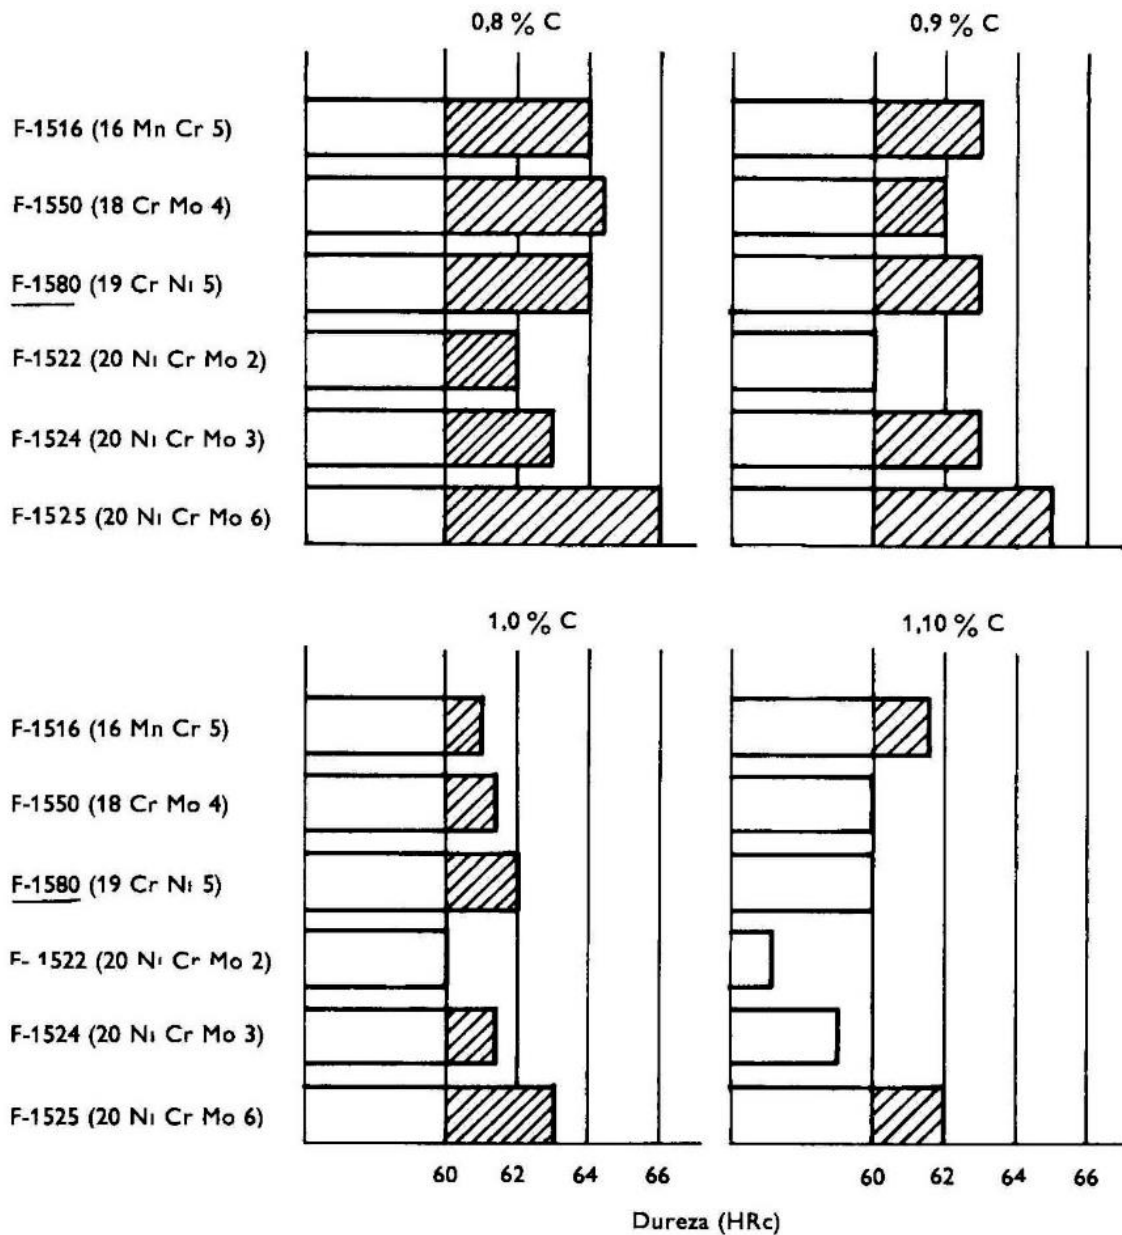 0,8 % C
0,9 % C
F-1516 (16 Mn Cr 5)
F-1550 (18 Cr Mo 4)
F-1580 (19 Cr Ni 5)
F-1522 (20 Ni Cr Mo 2)
F-1524 (20 Ni Cr Mo 3)
F-1525 (20 Ni Cr Mo 6)
1,0 % C
1,10 % C
F-1516 (16 Mn Cr 5)
F-1550 (18 Cr Mo 4)
F-1580 (19 Cr Ni 5)
F- 1522 (20 Ni Cr Mo 2)
F-1524 (20 Ni Cr Mo 3)
F-1525 (20 Ni Cr Mo 6)
60 62 64 66
60 62 64 66
Dureza (HRc)